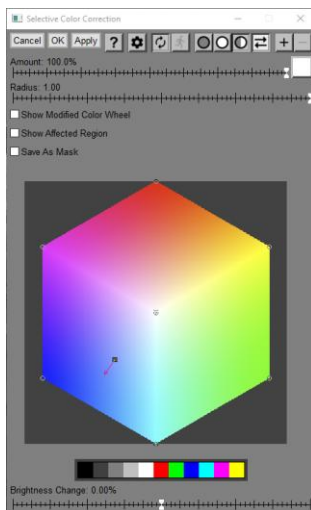 Selective Color Correction
Cancel OK Apply ?
Amount: 100.0%
Radius: 1.00
Show Modified Color Wheel
Show Affected Region
Save As Mask
Brightness Change: 0.00%